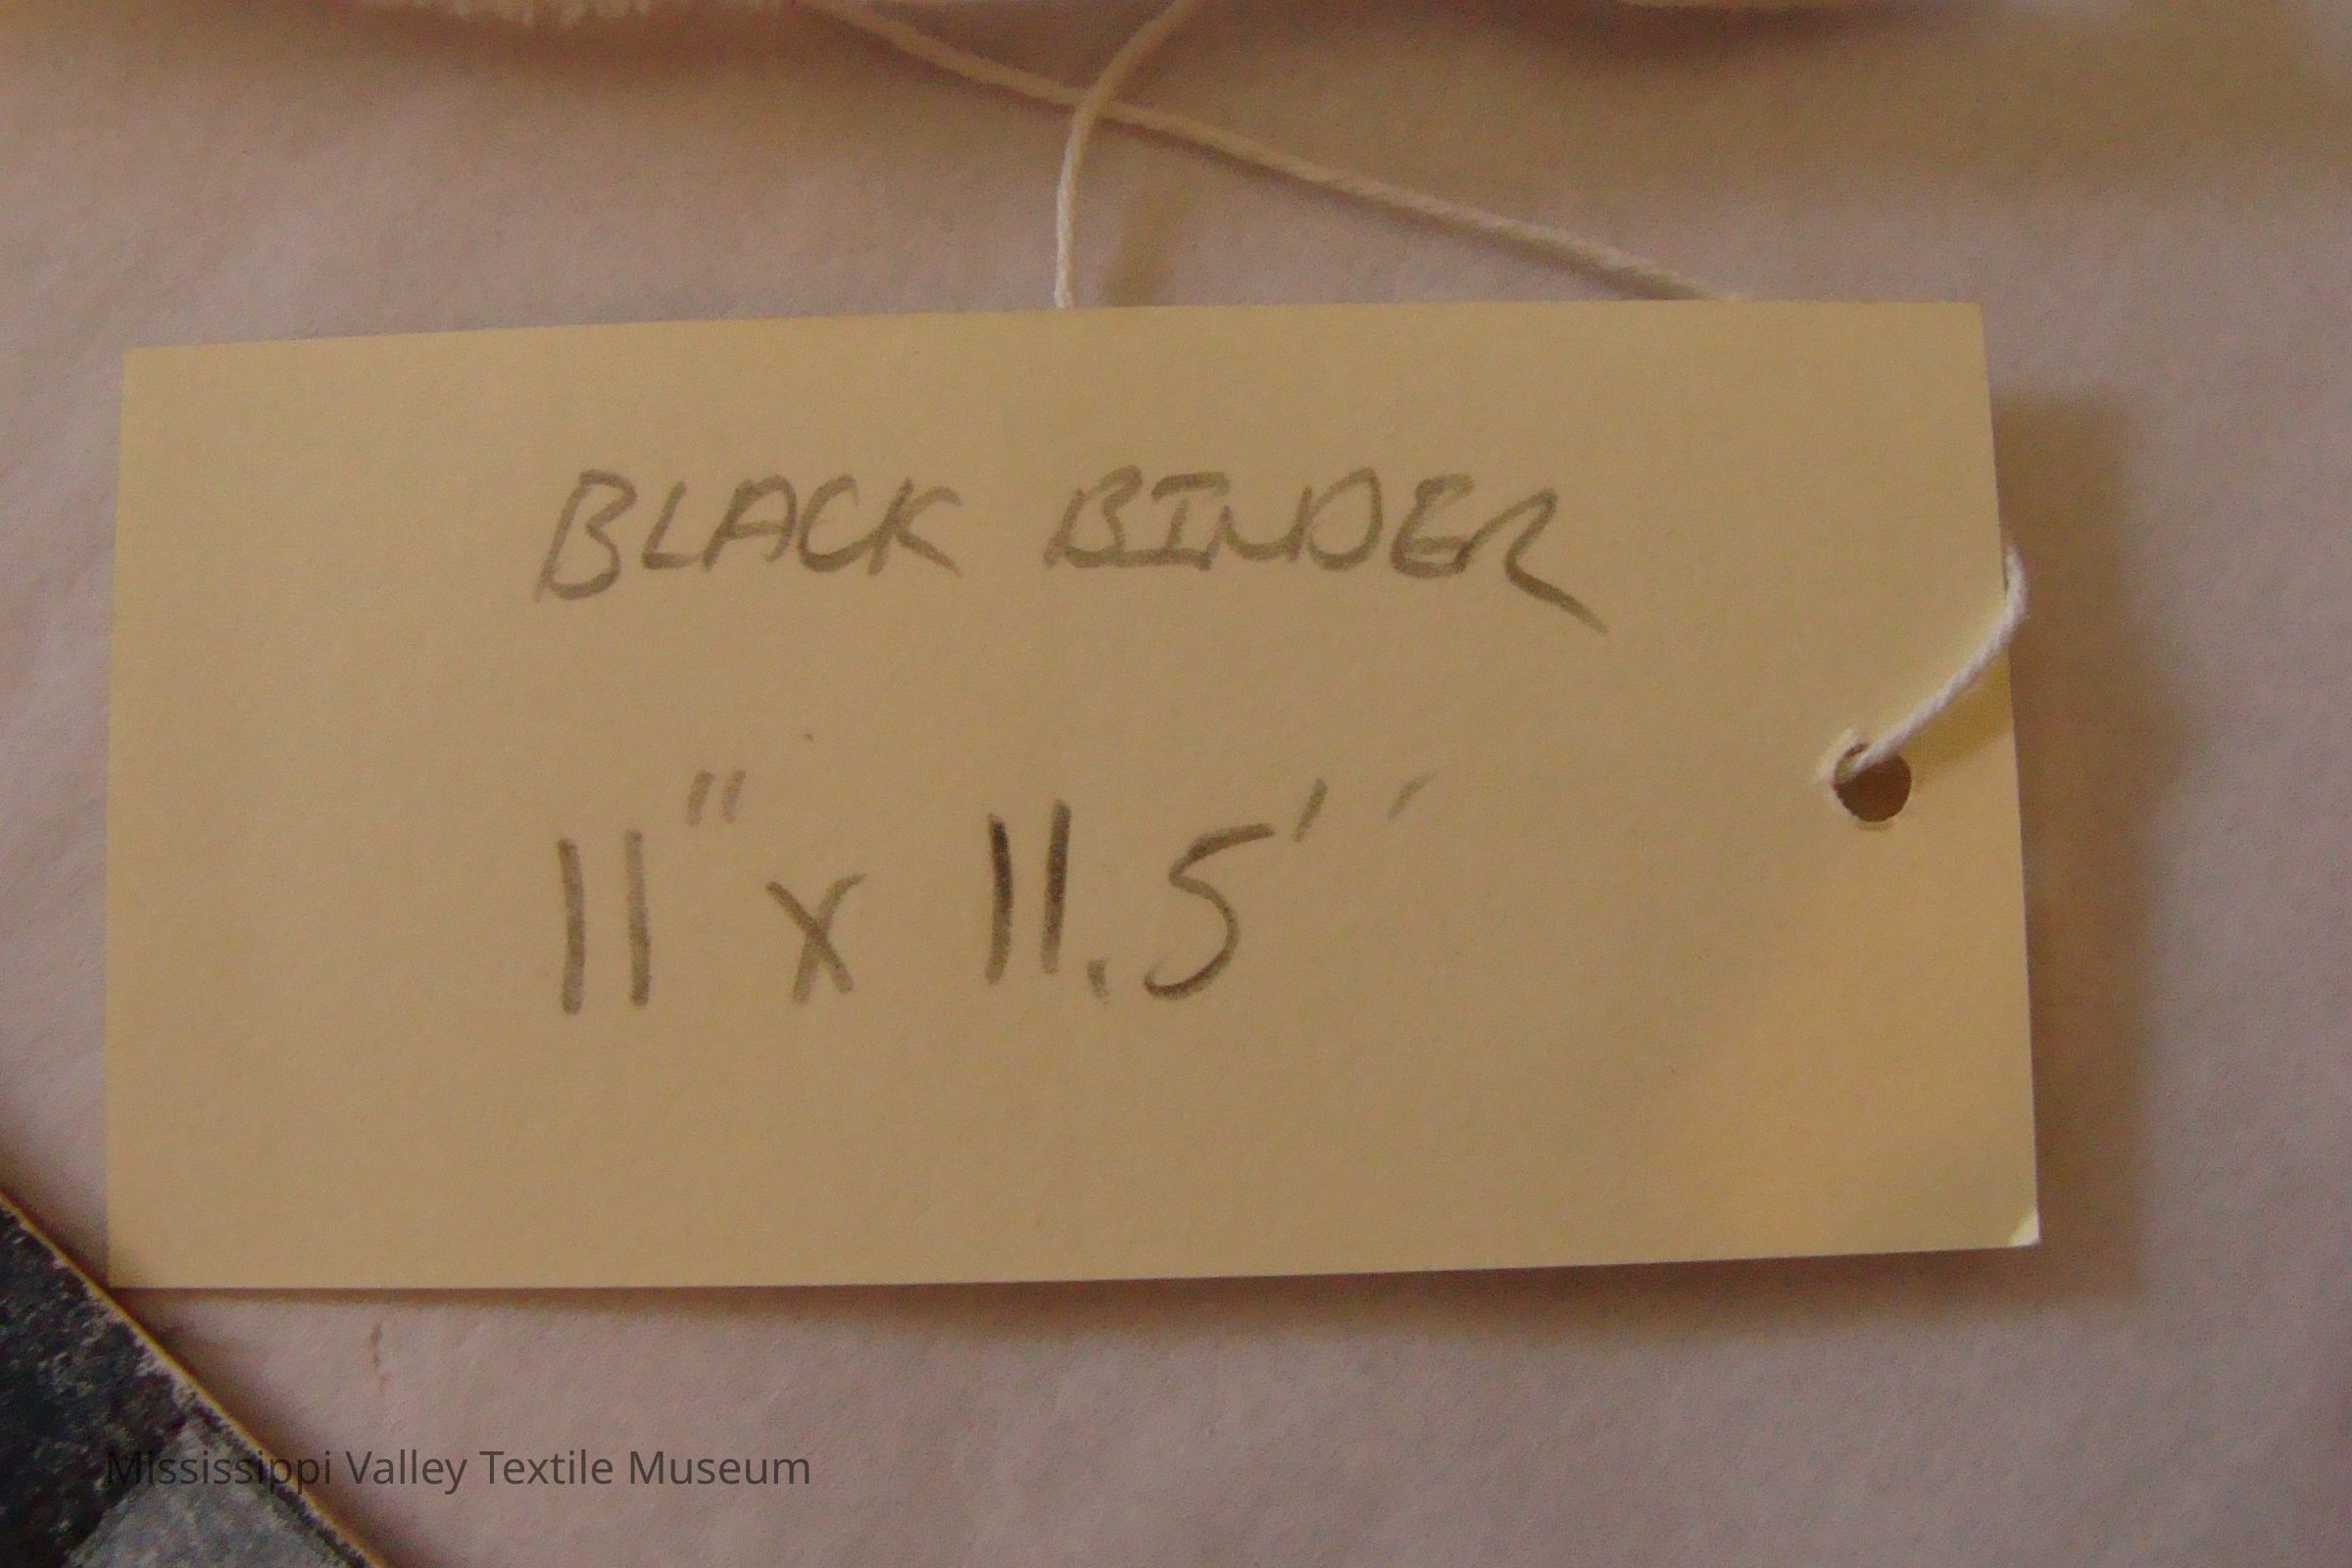 BLACK BINDER
11" x 11.5''
Mississippi Valley Textile Museum